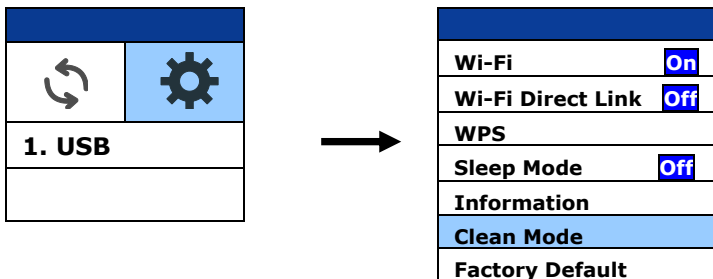 1. USB
Wi-Fi On
Wi-Fi Direct Link Off
WPS
Sleep Mode Off
Information
Clean Mode
Factory Default